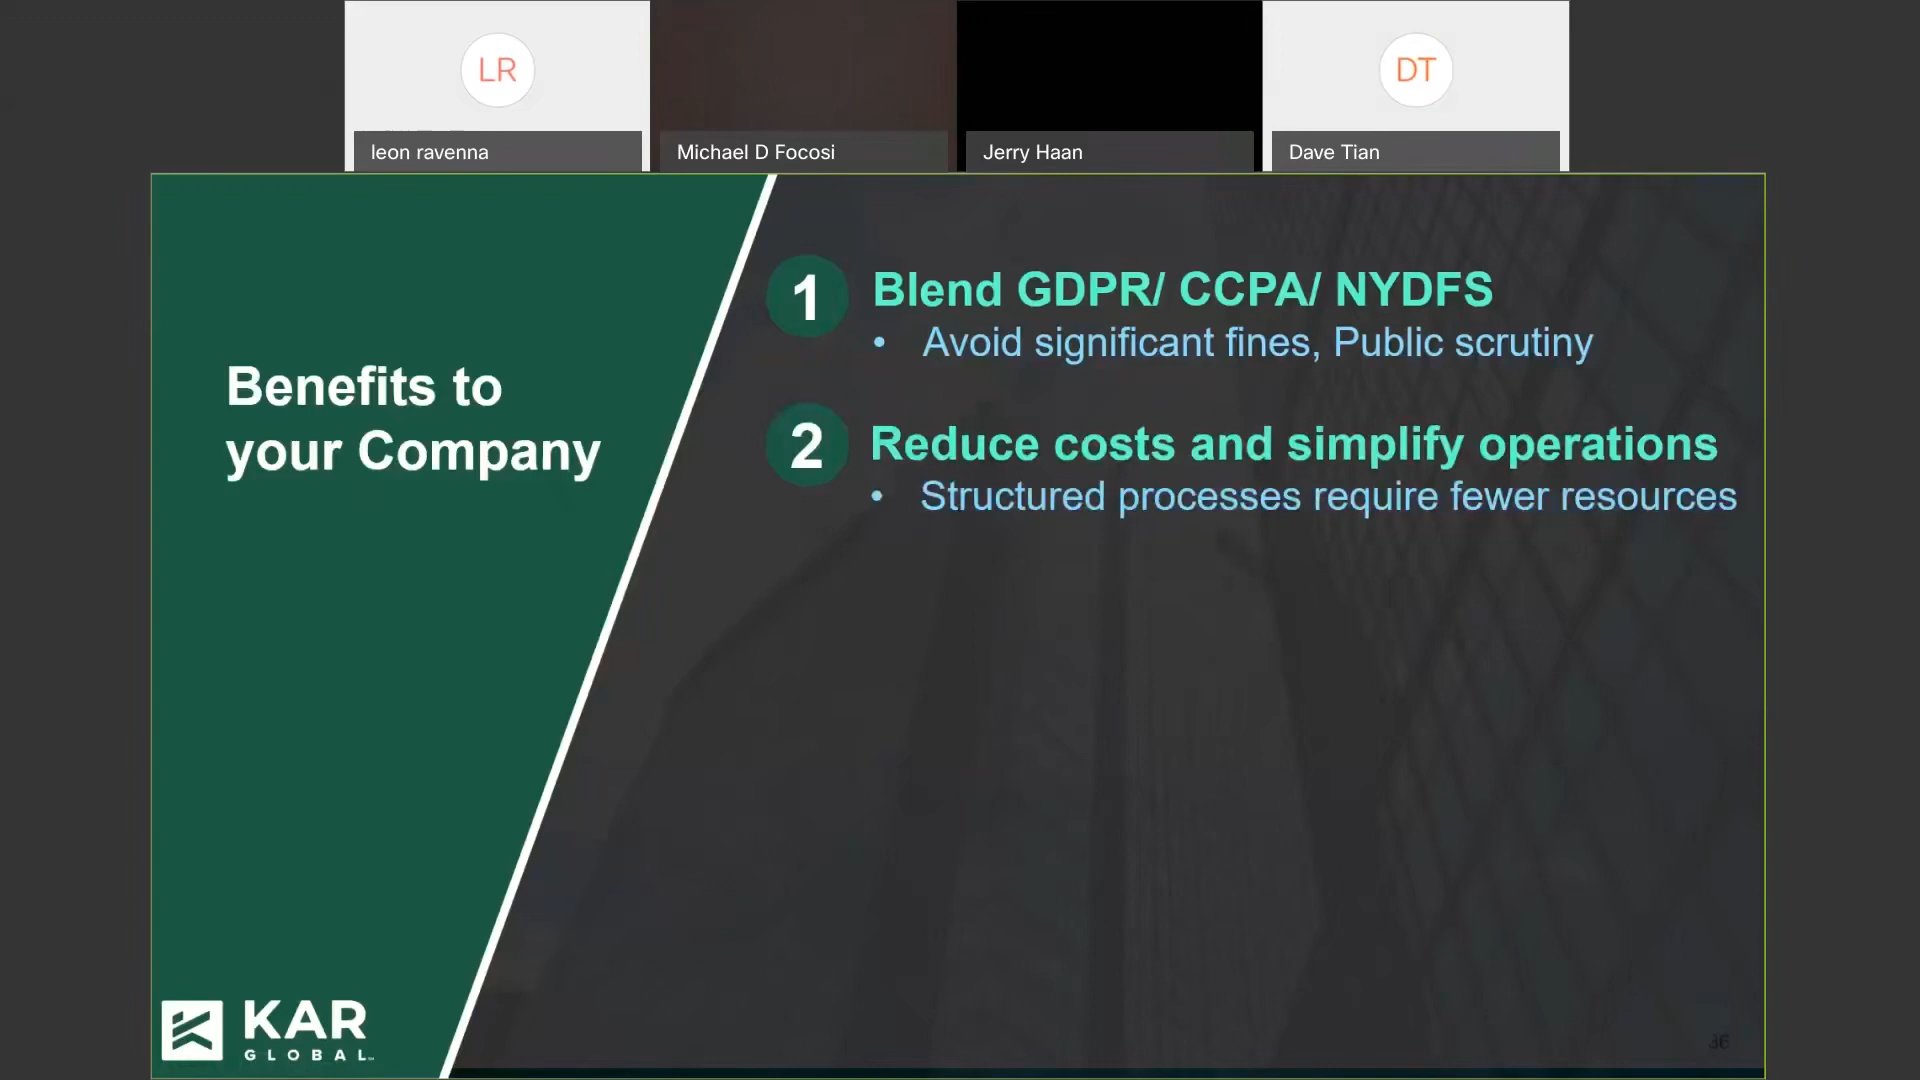 LR
DT
leon ravenna
Michael D Focosi
Jerry Haan
Dave Tian
Benefits to
your Company
1
Blend GDPR/ CCPA/ NYDFS
• Avoid significant fines, Public scrutiny
2
Reduce costs and simplify operations
• Structured processes require fewer resources
KAR
GLOBAL
36